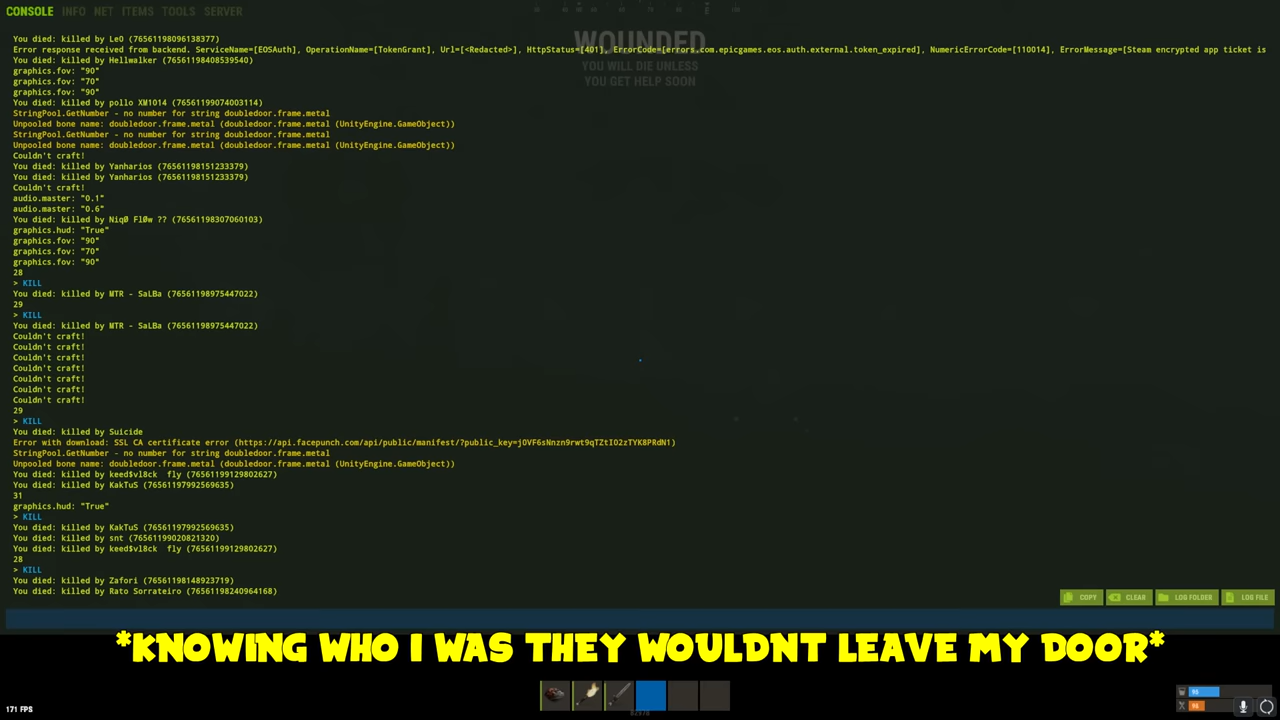 CONSOLE INFO NET ITEMS TOOLS SERVER
WOUNDED
YOU WILL DIE UNLESS
YOU GET HELP SOON
You died: killed by Le0 (76561198096138377)
Error response received from backend. ServiceName=[EOSAuth], OperationName=[TokenGrant], Url=[<Redacted>], HttpStatus=[401], ErrorCode=[errors.com.epicgames.eos.auth.external.token_expired], NumericErrorCode=[110014], ErrorMessage=[Steam encrypted app ticket is
You died: killed by Hellwalker (76561198408539540)
graphics.fov: "90"
graphics.fov: "70"
graphics.fov: "90"
You died: killed by pollo XM1014 (76561199074003114)
StringPool.GetNumber - no number for string doubledoor.frame.metal
Unpooled bone name: doubledoor.frame.metal (doubledoor.frame.metal (UnityEngine.GameObject))
StringPool.GetNumber - no number for string doubledoor.frame.metal
Unpooled bone name: doubledoor.frame.metal (doubledoor.frame.metal (UnityEngine.GameObject))
Couldn't craft!
You died: killed by Yanharios (76561198151233379)
You died: killed by Yanharios (76561198151233379)
Couldn't craft!
audio.master: "0.1"
audio.master: "0.6"
You died: killed by NiqØ FlØw ?? (76561198307060103)
graphics.hud: "True"
graphics.fov: "90"
graphics.fov: "70"
graphics.fov: "90"
28
> KILL
You died: killed by MTR - SaLBa (76561198975447022)
29
> KILL
You died: killed by MTR - SaLBa (76561198975447022)
Couldn't craft!
Couldn't craft!
Couldn't craft!
Couldn't craft!
Couldn't craft!
Couldn't craft!
Couldn't craft!
29
> KILL
You died: killed by Suicide
Error with download: SSL CA certificate error (https://api.facepunch.com/api/public/manifest/?public_key=jOVF6sNnzn9rwt9qTZtIO2zTYK8PRdN1)
StringPool.GetNumber - no number for string doubledoor.frame.metal
Unpooled bone name: doubledoor.frame.metal (doubledoor.frame.metal (UnityEngine.GameObject))
You died: killed by keed$vl8ck fly (76561199129802627)
You died: killed by KakTuS (76561197992569635)
31
graphics.hud: "True"
> KILL
You died: killed by KakTuS (76561197992569635)
You died: killed by snt (76561199020821320)
You died: killed by keed$vl8ck fly (76561199129802627)
28
> KILL
You died: killed by Zafori (76561198148923719)
You died: killed by Rato Sorrateiro (76561198240964168)
COPY CLEAR LOG FOLDER LOG FILE
*KNOWING WHO I WAS THEY WOULDNT LEAVE MY DOOR*
96
96
171 FPS